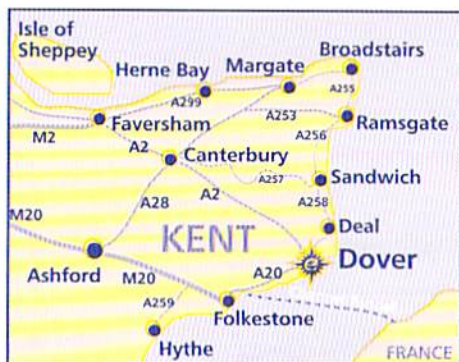 Isle of
Sheppey
Broadstairs
Margate
Herne Bay
A255
A299
A253
Ramsgate
Faversham
M2
A256
A2
Canterbury
A257
Sandwich
A28
A2
A258
M20
KENT
Deal
Dover
Ashford
M20
A20
A259
Folkestone
Hythe
FRANCE